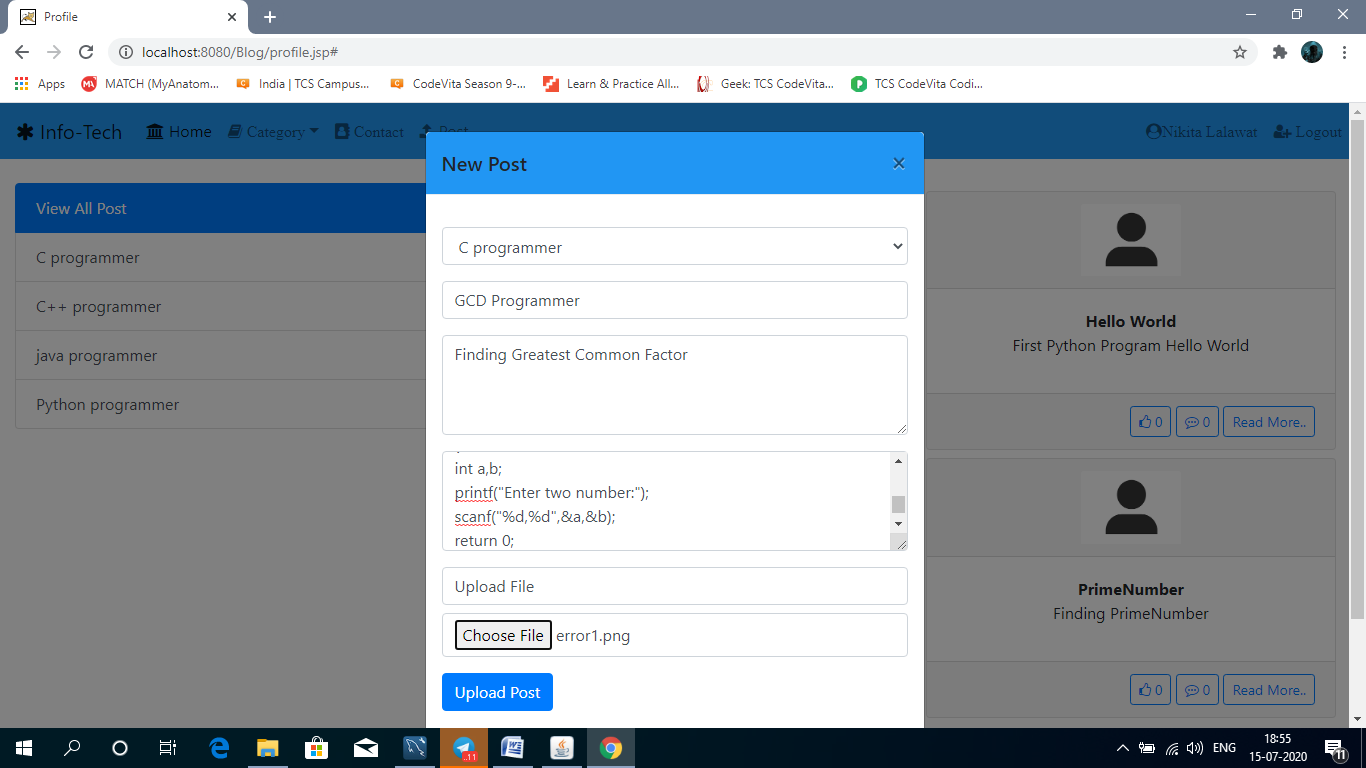 Profile
localhost:8080/Blog/profile.jsp#
Apps MATCH (MyAnatom... India | TCS Campus... CodeVita Season 9-... Learn & Practice All... Geek: TCS CodeVita... TCS CodeVita Codi...
Info-Tech Home Category Contact Post Nikita Lalawat Logout
New Post ×
View All Post
C programmer
C++ programmer
java programmer
Python programmer
C programmer
GCD Programmer
Finding Greatest Common Factor
int a,b;
printf("Enter two number:");
scanf("%d,%d",&a,&b);
return 0;
Upload File
Choose File error1.png
Upload Post
Hello World
First Python Program Hello World
0 0 Read More..
PrimeNumber
Finding PrimeNumber
0 0 Read More..
..11
ENG
18:55
15-07-2020
11